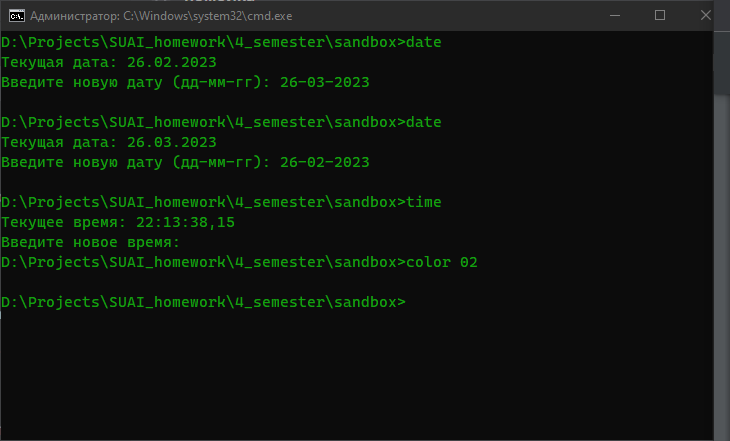 Администратор: C:\Windows\system32\cmd.exe
D:\Projects\SUAI_homework\4_semester\sandbox>date
Текущая дата: 26.02.2023
Введите новую дату (дд-мм-гг): 26-03-2023
D:\Projects\SUAI_homework\4_semester\sandbox>date
Текущая дата: 26.03.2023
Введите новую дату (дд-мм-гг): 26-02-2023
D:\Projects\SUAI_homework\4_semester\sandbox>time
Текущее время: 22:13:38,15
Введите новое время:
D:\Projects\SUAI_homework\4_semester\sandbox>color 02
D:\Projects\SUAI_homework\4_semester\sandbox>